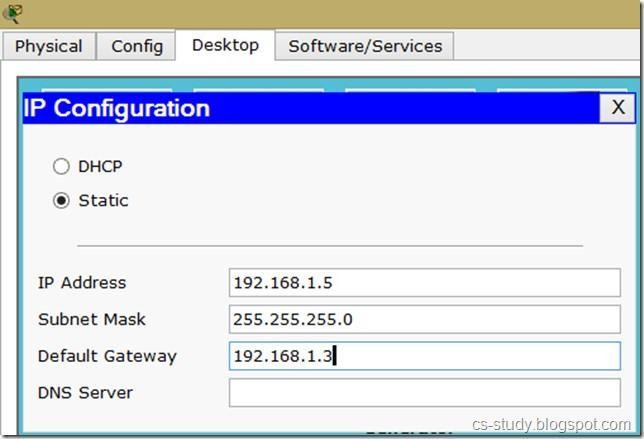 Physical Config Desktop Software/Services
IP Configuration X
DHCP
Static
IP Address 192.168.1.5
Subnet Mask 255.255.255.0
Default Gateway 192.168.1.3
DNS Server
cs-study.blogspot.com